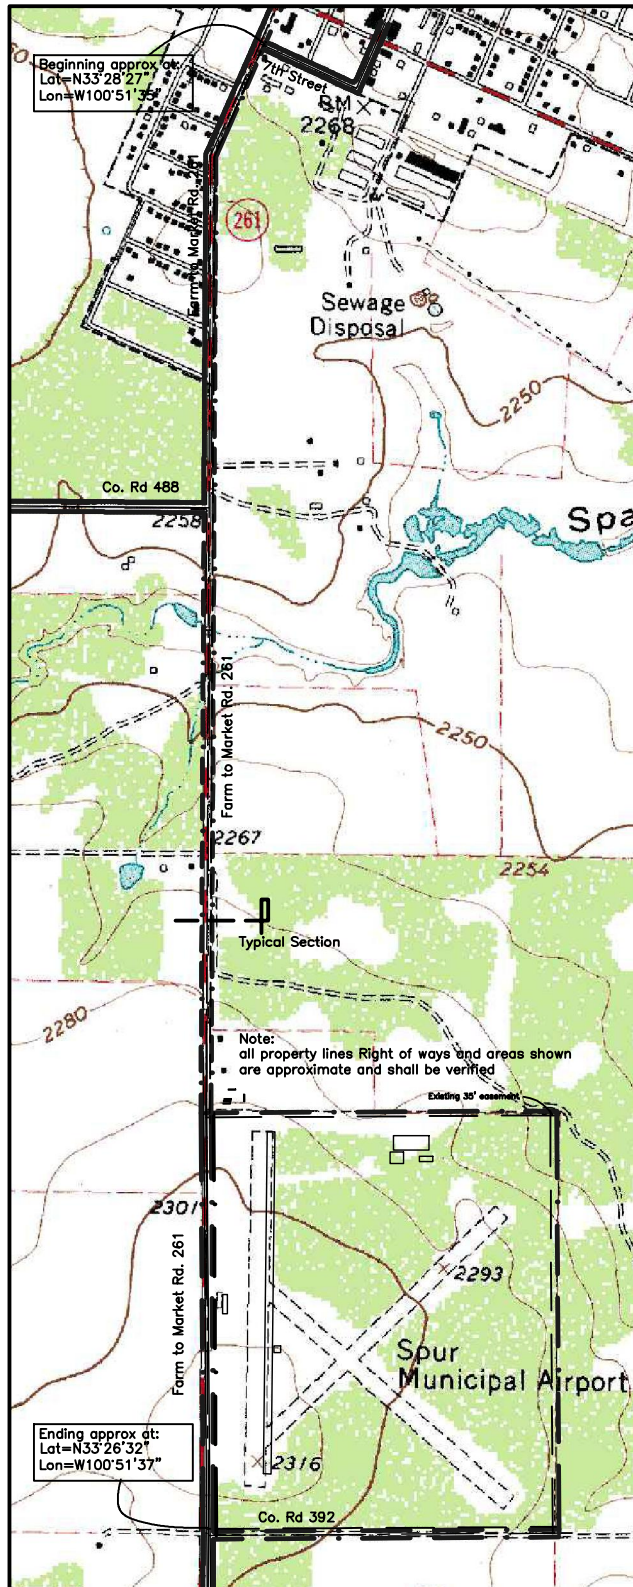 60
Beginning approx at:
Lat=N33°28'27"
Lon=W100°51'35"
7th Street
BM
2268
Farm to Market Rd. 261
261
Sewage
Disposal
2250
Co. Rd 488
2258
Spa
Farm to Market Rd. 261
2250
2267
2254
Typical Section
2280
Note:
all property lines Right of ways and areas shown
are approximate and shall be verified
Existing 35' easement
2301
Farm to Market Rd. 261
2293
Spur
Municipal Airport
Ending approx at:
Lat=N33°26'32"
Lon=W100°51'37"
2316
Co. Rd 392